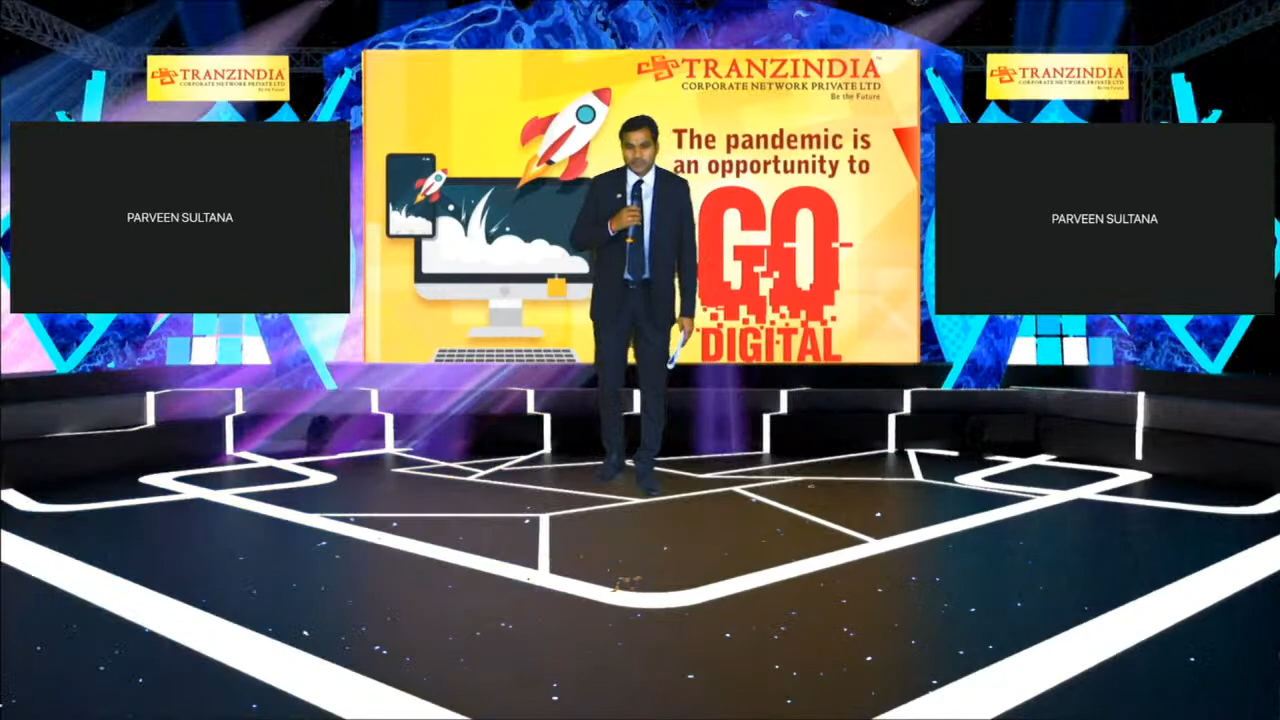 TRANZINDIA
CORPORATE NETWORK PRIVATE LTD
Be the Future
TRANZINDIA
CORPORATE NETWORK PRIVATE LTD
Be the Future
TRANZINDIA
CORPORATE NETWORK PRIVATE LTD
Be the Future
The pandemic is
an opportunity to
GO
DIGITAL
PARVEEN SULTANA
PARVEEN SULTANA